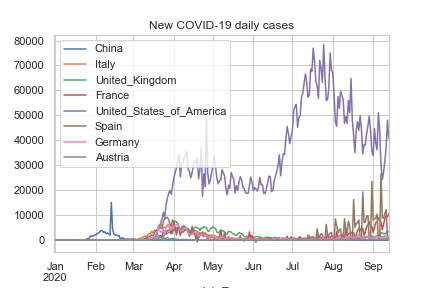 New COVID-19 daily cases
80000
70000
60000
50000
40000
30000
20000
10000
0
China
Italy
United_Kingdom
France
United_States_of_America
Spain
Germany
Austria
Jan Feb Mar Apr May Jun Jul Aug Sep
2020